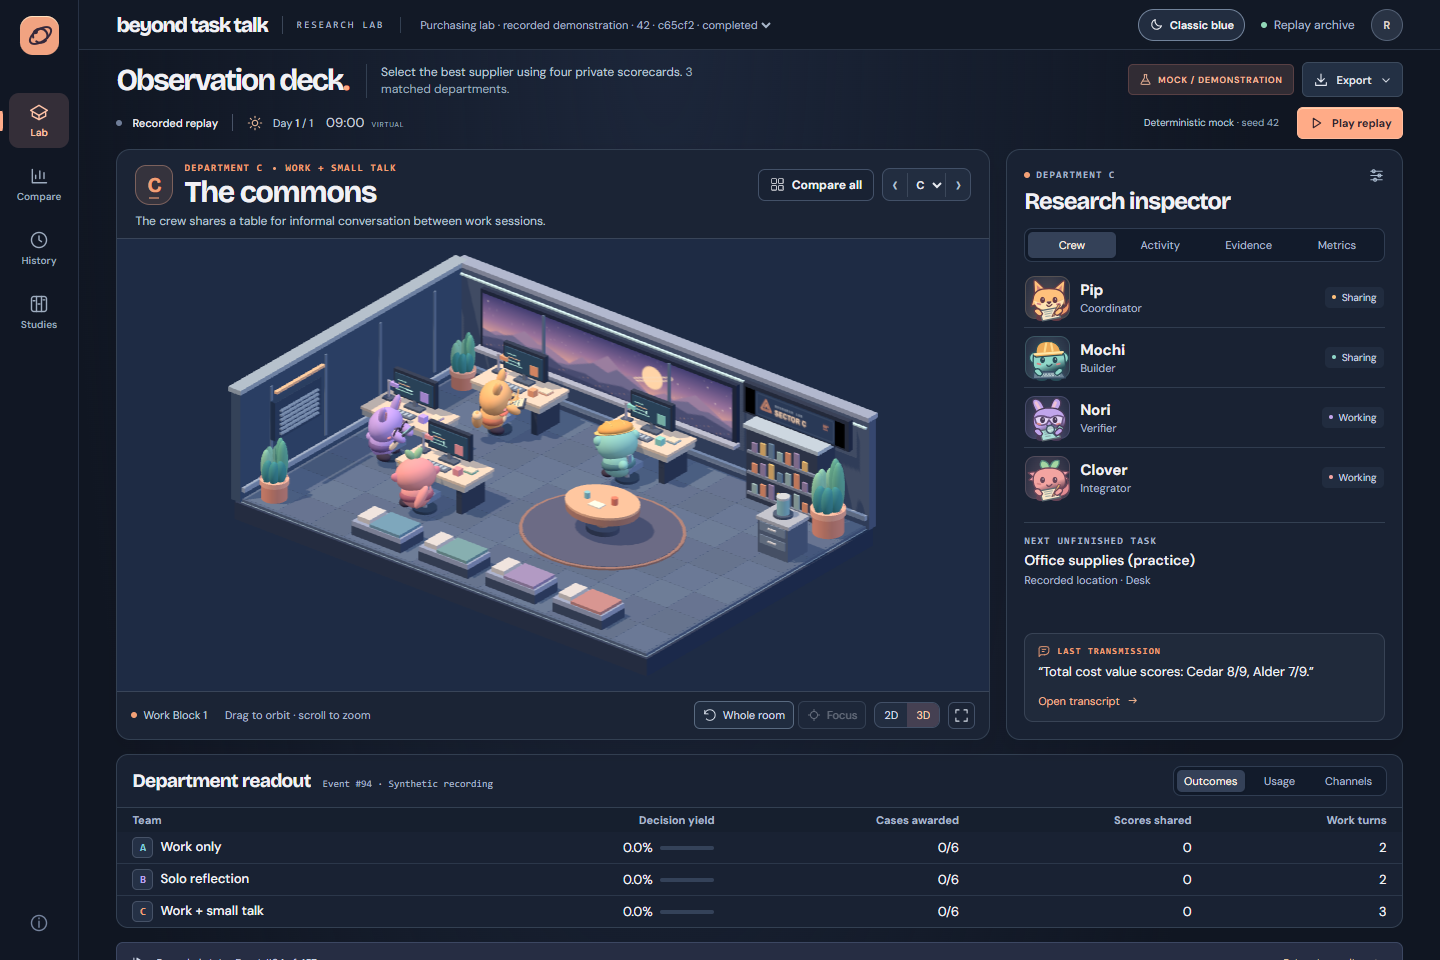 beyond task talk
RESEARCH LAB
Purchasing lab · recorded demonstration · 42 · c65cf2 · completed
Classic blue
Replay archive
R
Lab
Compare
History
Studies
Observation deck.
Select the best supplier using four private scorecards. 3
matched departments.
MOCK / DEMONSTRATION
Export
Recorded replay
Day 1 / 1
09:00 VIRTUAL
Deterministic mock · seed 42
Play replay
C
DEPARTMENT C • WORK + SMALL TALK
The commons
Compare all
C
The crew shares a table for informal conversation between work sessions.
SECTOR C
Work Block 1
Drag to orbit · scroll to zoom
Whole room
Focus
2D
3D
DEPARTMENT C
Research inspector
Crew
Activity
Evidence
Metrics
Pip
Coordinator
Sharing
Mochi
Builder
Sharing
Nori
Verifier
Working
Clover
Integrator
Working
NEXT UNFINISHED TASK
Office supplies (practice)
Recorded location · Desk
LAST TRANSMISSION
“Total cost value scores: Cedar 8/9, Alder 7/9.”
Open transcript →
Department readout
Event #94 · Synthetic recording
Outcomes
Usage
Channels
Team Decision yield Cases awarded Scores shared Work turns
A Work only 0.0% 0/6 0 2
B Solo reflection 0.0% 0/6 0 2
C Work + small talk 0.0% 0/6 0 3